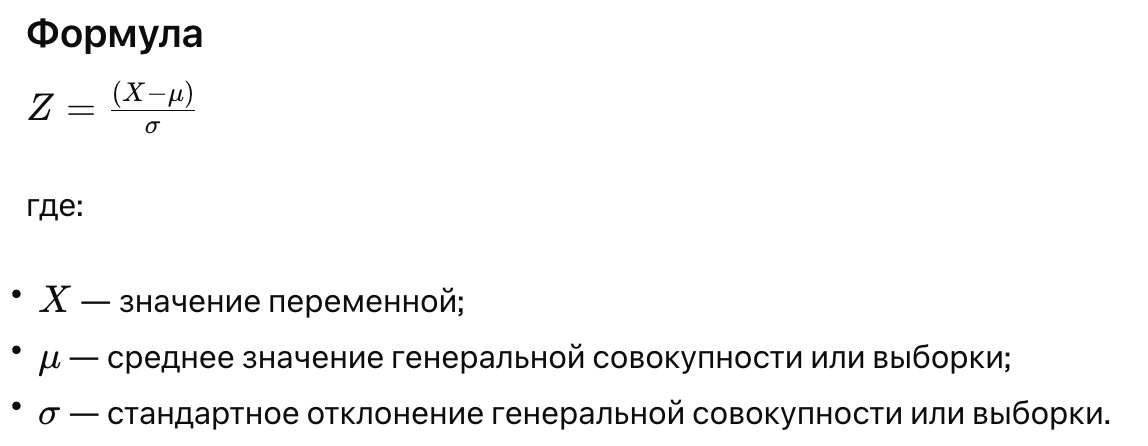 Формула
Z = (X−μ)/σ
где:
• X — значение переменной;
• μ — среднее значение генеральной совокупности или выборки;
• σ — стандартное отклонение генеральной совокупности или выборки.